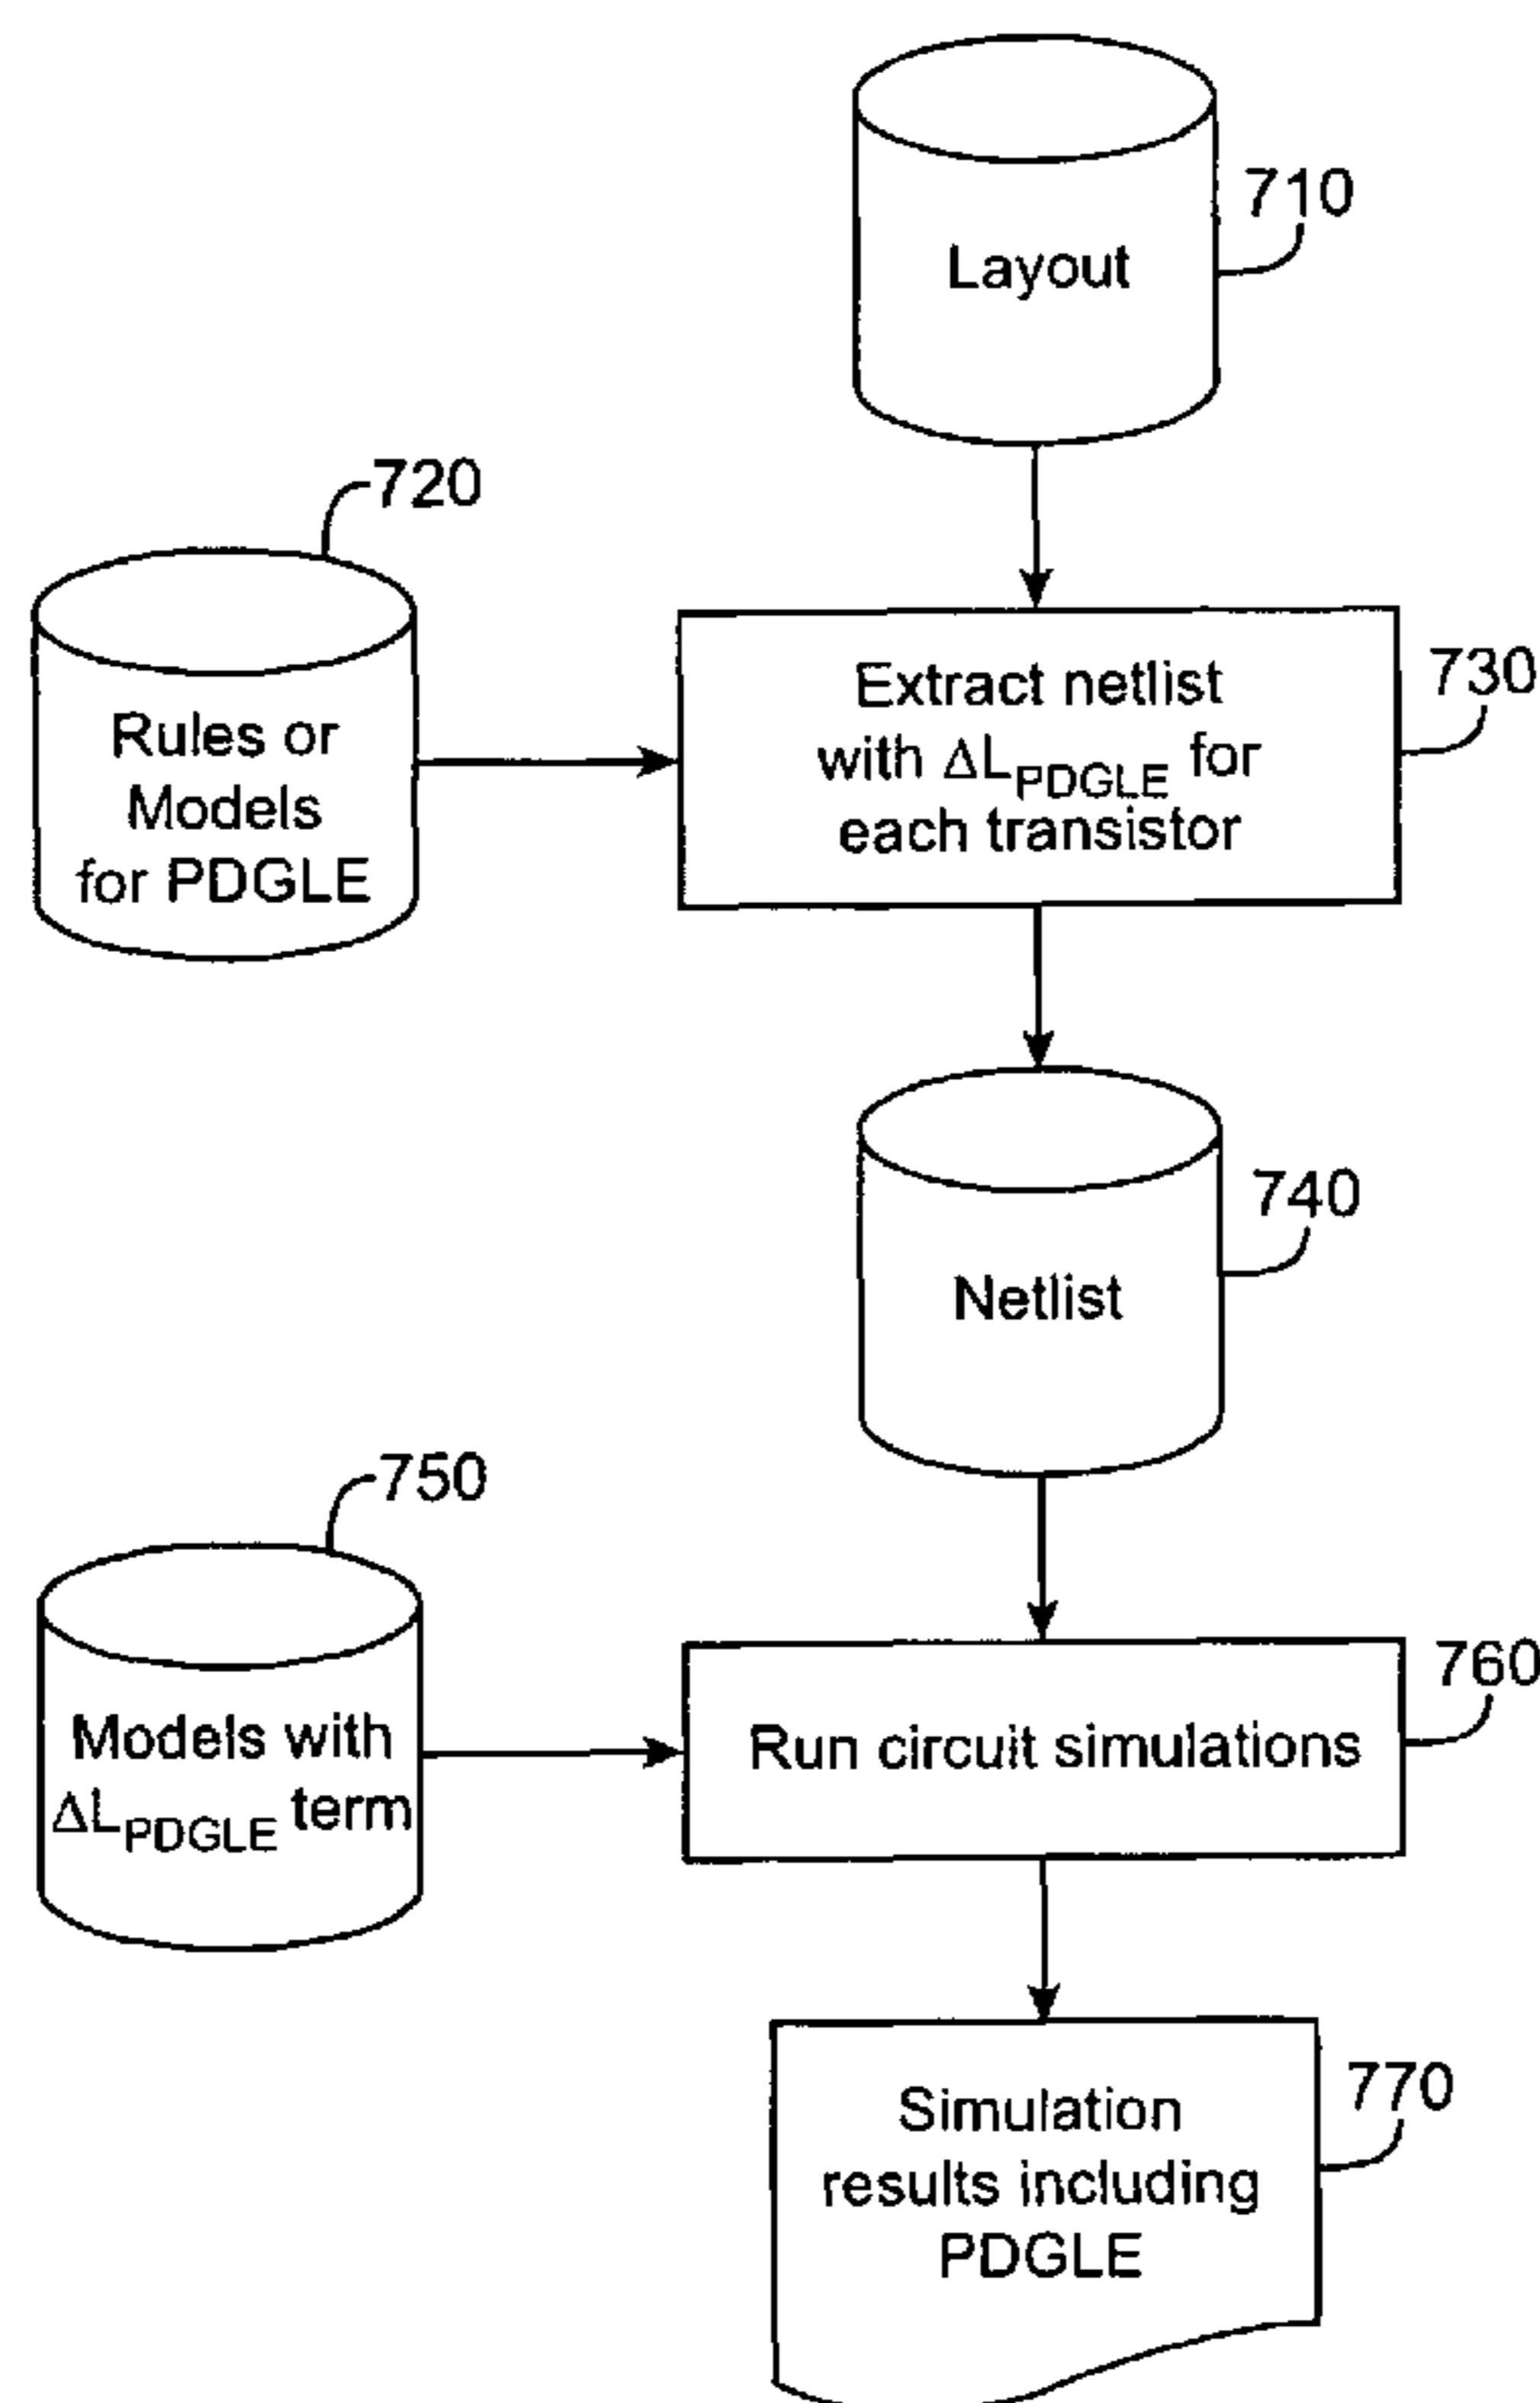 710
Layout
720
Rules or
Models
for PDGLE
730
Extract netlist
with ΔL_PDGLE for
each transistor
740
Netlist
750
Models with
ΔL_PDGLE term
760
Run circuit simulations
770
Simulation
results including
PDGLE